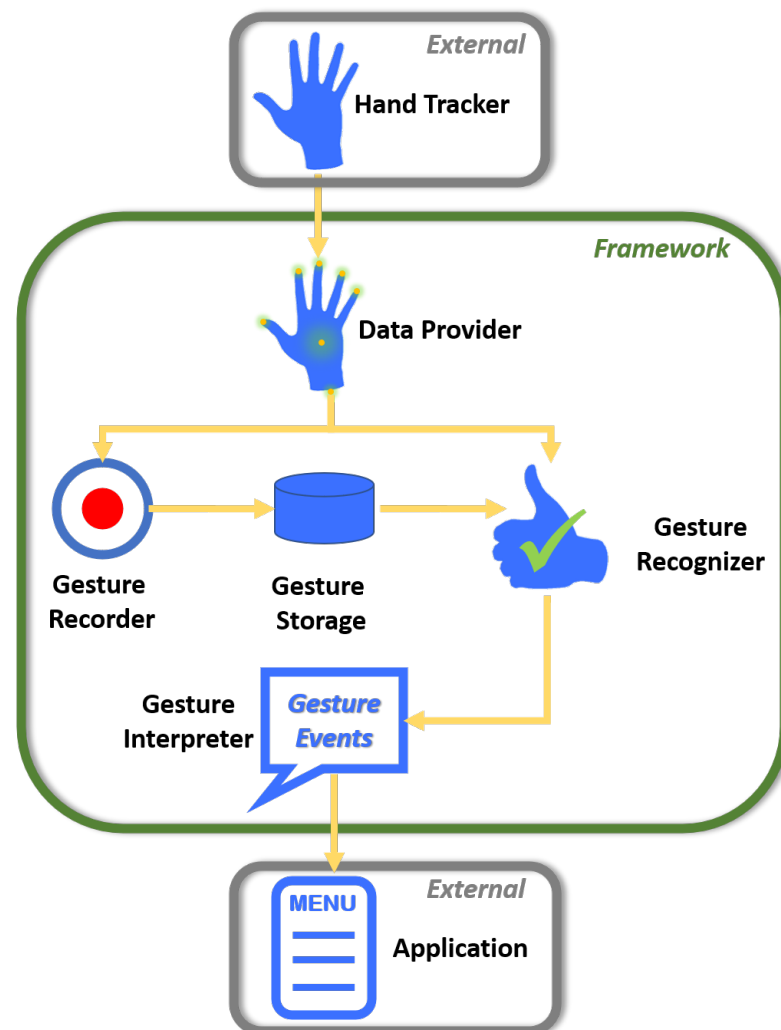 External
Hand Tracker
Framework
Data Provider
Gesture
Recorder
Gesture
Storage
Gesture
Recognizer
Gesture
Interpreter
Gesture
Events
External
MENU
Application